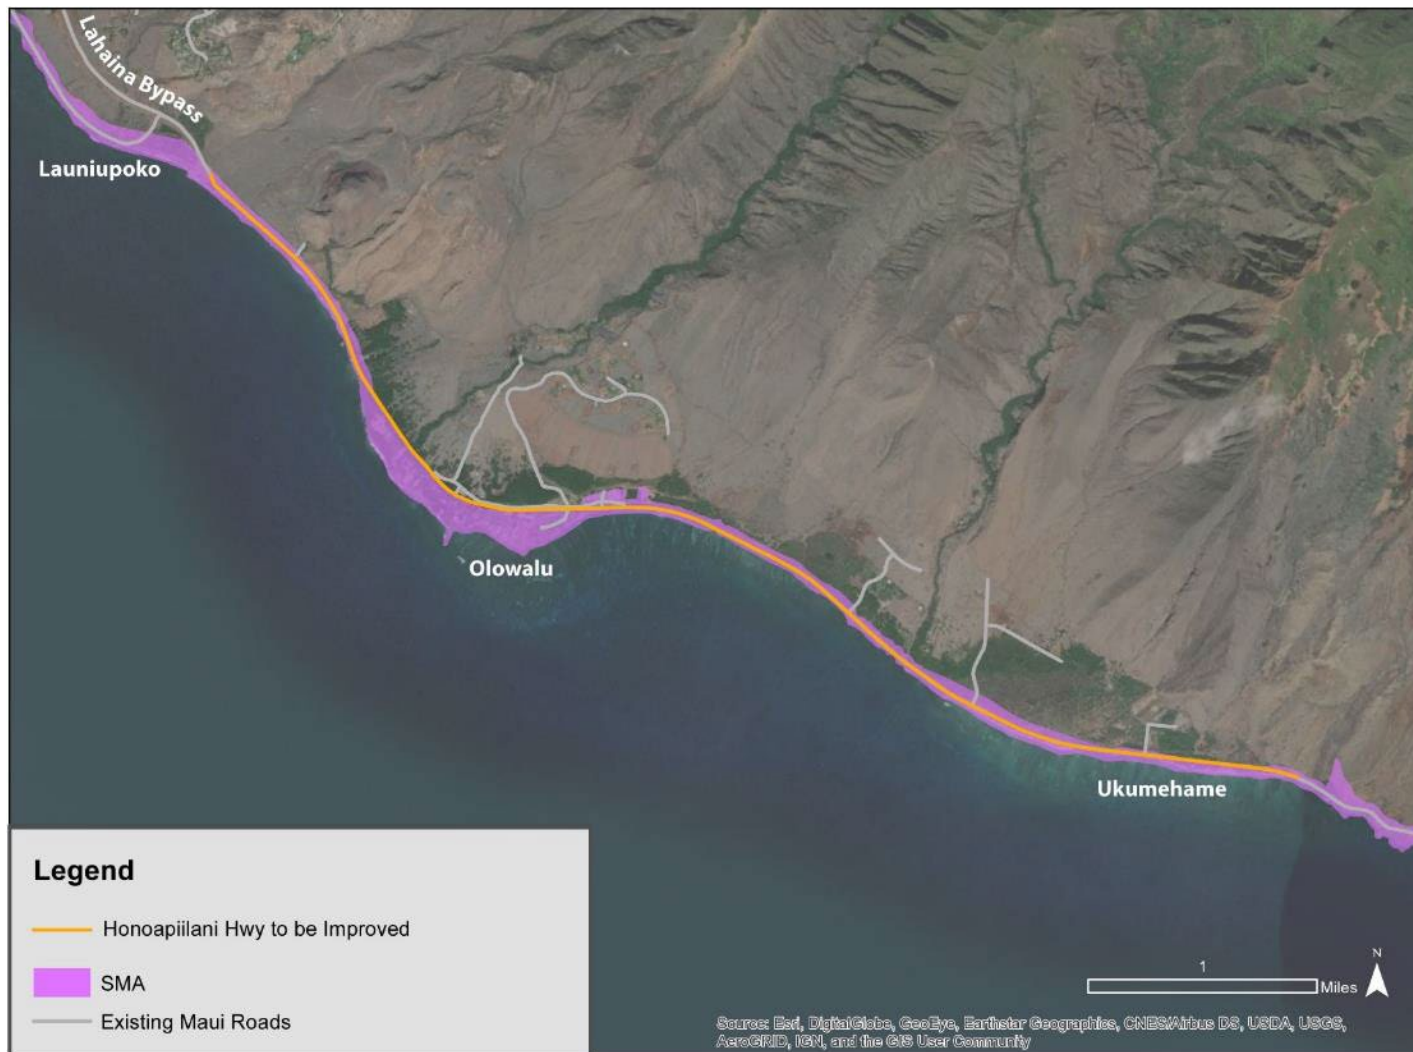 Lahaina Bypass
Launiupoko
Olowalu
Ukumehame
Legend
Honoapiilani Hwy to be Improved
SMA
Existing Maui Roads
N
1
Miles
Source: Esri, DigitalGlobe, GeoEye, Earthstar Geographics, CNES/Airbus DS, USDA, USGS,
AeroGRID, IGN, and the GIS User Community